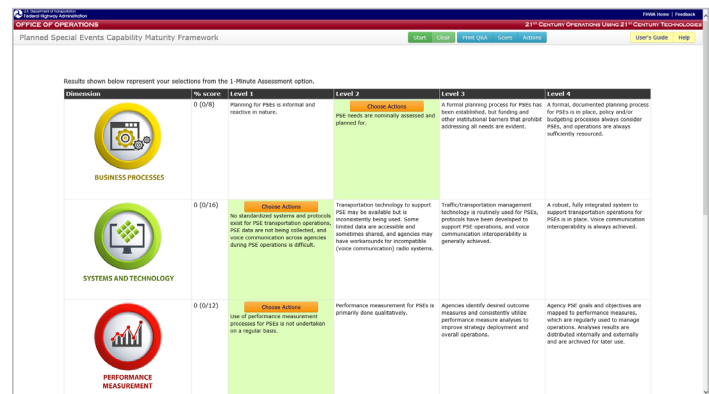 U.S. Department of Transportation
Federal Highway Administration
FHWA Home | Feedback
OFFICE OF OPERATIONS
21ST CENTURY OPERATIONS USING 21ST CENTURY TECHNOLOGIES
Planned Special Events Capability Maturity Framework
Start Clear Print Q&A Score Actions User's Guide Help
Results shown below represent your selections from the 1-Minute Assessment option.
Dimension % score Level 1 Level 2 Level 3 Level 4
BUSINESS PROCESSES
0 (0/8)
Planning for PSEs is informal and
reactive in nature.
Choose Actions
PSE needs are nominally assessed and
planned for.
A formal planning process for PSEs has
been established, but funding and
other institutional barriers that prohibit
addressing all needs are evident.
A formal, documented planning process
for PSEs is in place, policy and/or
budgeting processes always consider
PSEs, and operations are always
sufficiently resourced.
SYSTEMS AND TECHNOLOGY
0 (0/16)
Choose Actions
No standardized systems and protocols
exist for PSE transportation operations,
PSE data are not being collected, and
voice communication across agencies
during PSE operations is difficult.
Transportation technology to support
PSE may be available but is
inconsistently being used. Some
limited data are accessible and
sometimes shared, and agencies may
have workarounds for incompatible
(voice communication) radio systems.
Traffic/transportation management
technology is routinely used for PSEs,
protocols have been developed to
support PSE operations, and voice
communication interoperability is
generally achieved.
A robust, fully integrated system to
support transportation operations for
PSEs is in place. Voice communication
interoperability is always achieved.
PERFORMANCE
MEASUREMENT
0 (0/12)
Choose Actions
Use of performance measurement
processes for PSEs is not undertaken
on a regular basis.
Performance measurement for PSEs is
primarily done qualitatively.
Agencies identify desired outcome
measures and consistently utilize
performance measure analyses to
improve strategy deployment and
overall operations.
Agency PSE goals and objectives are
mapped to performance measures,
which are regularly used to manage
operations. Analyses results are
distributed internally and externally
and are archived for later use.